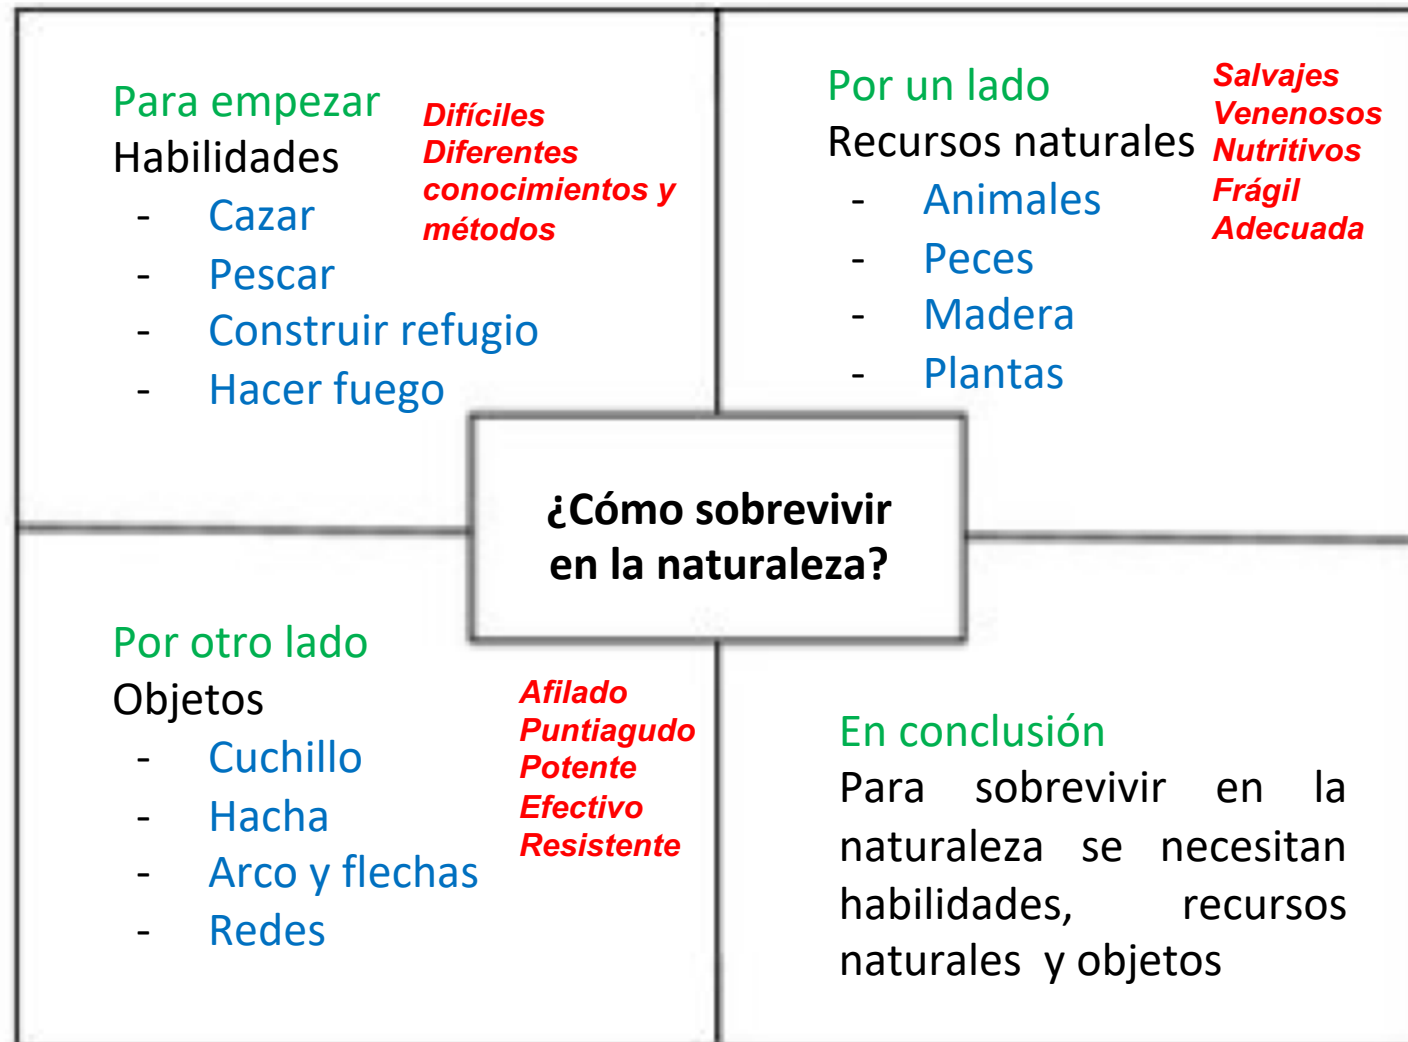 Para empezar
Habilidades
- Cazar
- Pescar
- Construir refugio
- Hacer fuego
Difíciles
Diferentes
conocimientos y
métodos
Por un lado
Recursos naturales
- Animales
- Peces
- Madera
- Plantas
Salvajes
Venenosos
Nutritivos
Frágil
Adecuada
¿Cómo sobrevivir
en la naturaleza?
Por otro lado
Objetos
- Cuchillo
- Hacha
- Arco y flechas
- Redes
Afilado
Puntiagudo
Potente
Efectivo
Resistente
En conclusión
Para sobrevivir en la
naturaleza se necesitan
habilidades, recursos
naturales y objetos